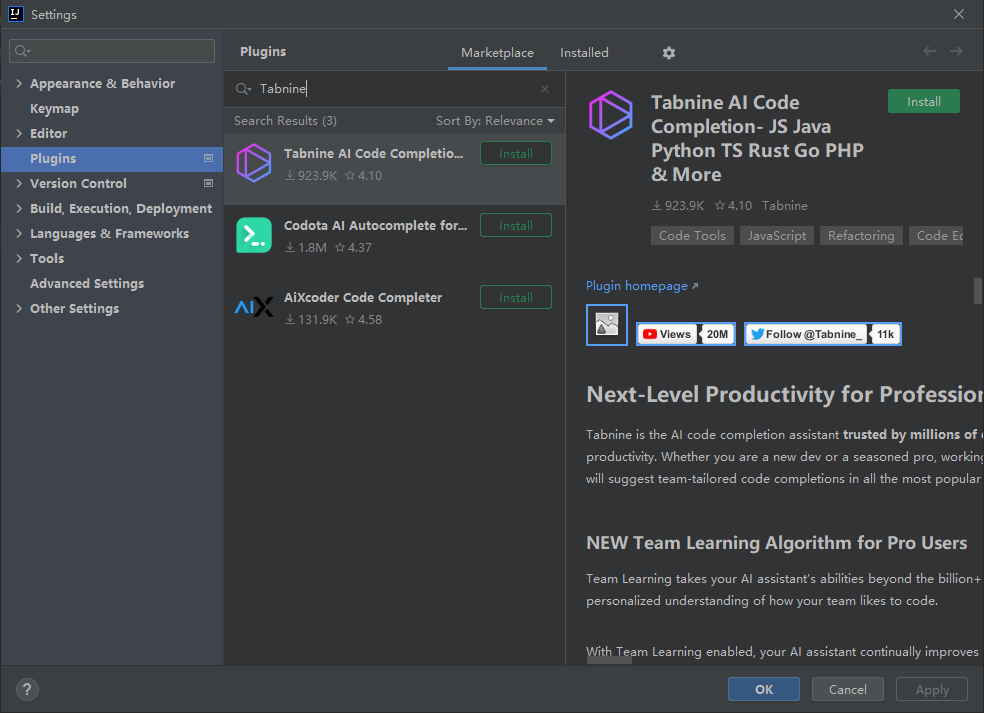 IJ
Settings
Appearance & Behavior
Keymap
Editor
Plugins
Version Control
Build, Execution, Deployment
Languages & Frameworks
Tools
Advanced Settings
Other Settings
Plugins
Marketplace
Installed
Tabnine
Search Results (3)
Sort By: Relevance
Tabnine AI Code Completio...
Install
923.9K 4.10
Codota AI Autocomplete for...
Install
1.8M 4.37
AIX
AiXcoder Code Completer
Install
131.9K 4.58
Tabnine AI Code
Completion- JS Java
Python TS Rust Go PHP
& More
Install
923.9K 4.10 Tabnine
Code Tools
JavaScript
Refactoring
Code Ec
Plugin homepage
Views 20M
Follow @Tabnine_ 11k
Next-Level Productivity for Profession
Tabnine is the AI code completion assistant trusted by millions of
productivity. Whether you are a new dev or a seasoned pro, working
will suggest team-tailored code completions in all the most popular
NEW Team Learning Algorithm for Pro Users
Team Learning takes your AI assistant's abilities beyond the billion+
personalized understanding of how your team likes to code.
With Team Learning enabled, your AI assistant continually improves
?
OK
Cancel
Apply